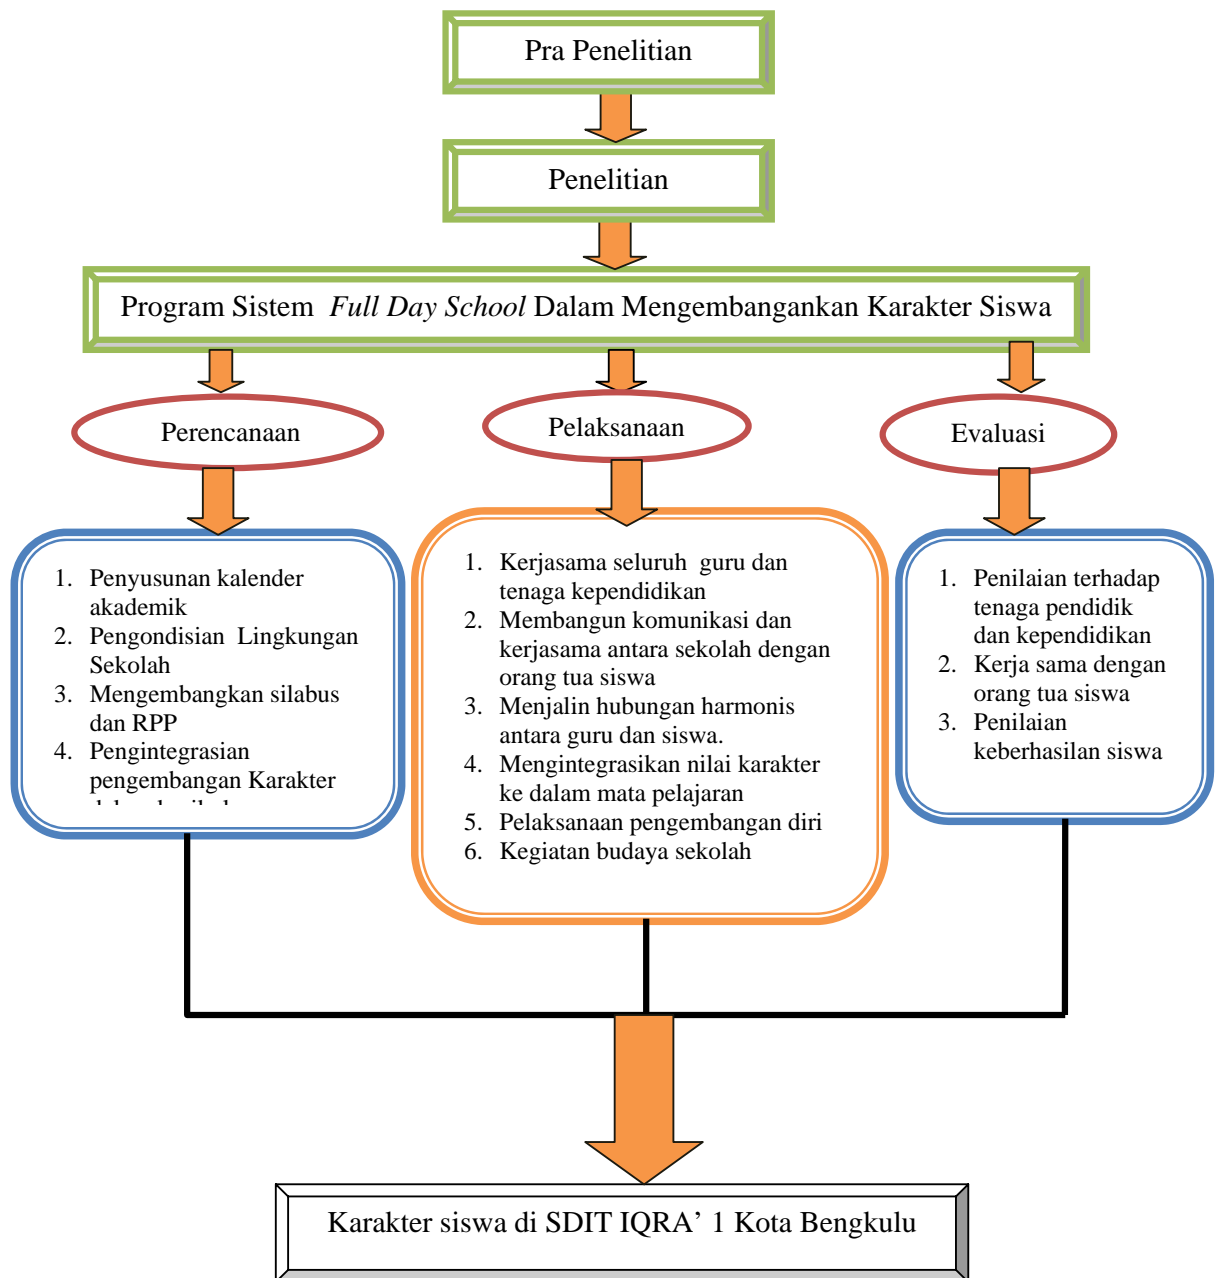 Pra Penelitian
Penelitian
Program Sistem Full Day School Dalam Mengembangankan Karakter Siswa
Perencanaan
Pelaksanaan
Evaluasi
1. Penyusunan kalender
akademik
2. Pengondisian Lingkungan
Sekolah
3. Mengembangkan silabus
dan RPP
4. Pengintegrasian
pengembangan Karakter
1. Kerjasama seluruh guru dan
tenaga kependidikan
2. Membangun komunikasi dan
kerjasama antara sekolah dengan
orang tua siswa
3. Menjalin hubungan harmonis
antara guru dan siswa.
4. Mengintegrasikan nilai karakter
ke dalam mata pelajaran
5. Pelaksanaan pengembangan diri
6. Kegiatan budaya sekolah
1. Penilaian terhadap
tenaga pendidik
dan kependidikan
2. Kerja sama dengan
orang tua siswa
3. Penilaian
keberhasilan siswa
Karakter siswa di SDIT IQRA’ 1 Kota Bengkulu